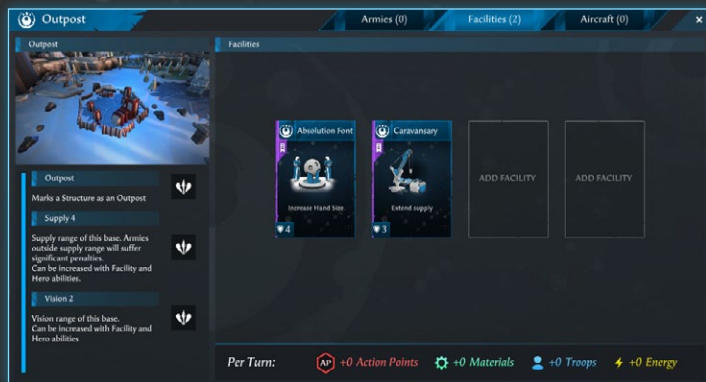 Outpost
Armies (0)
Facilities (2)
Aircraft (0)
Outpost
Facilities
Absolution Font
Increase Hand Size
4
Caravansary
Extend supply
3
ADD FACILITY
ADD FACILITY
Outpost
Marks a Structure as an Outpost
Supply 4
Supply range of this base. Armies
outside supply range will suffer
significant penalties.
Can be increased with Facility and
Hero abilities.
Vision 2
Vision range of this base.
Can be increased with Facility and
Hero abilities
Per Turn:
AP +0 Action Points
+0 Materials
+0 Troops
+0 Energy